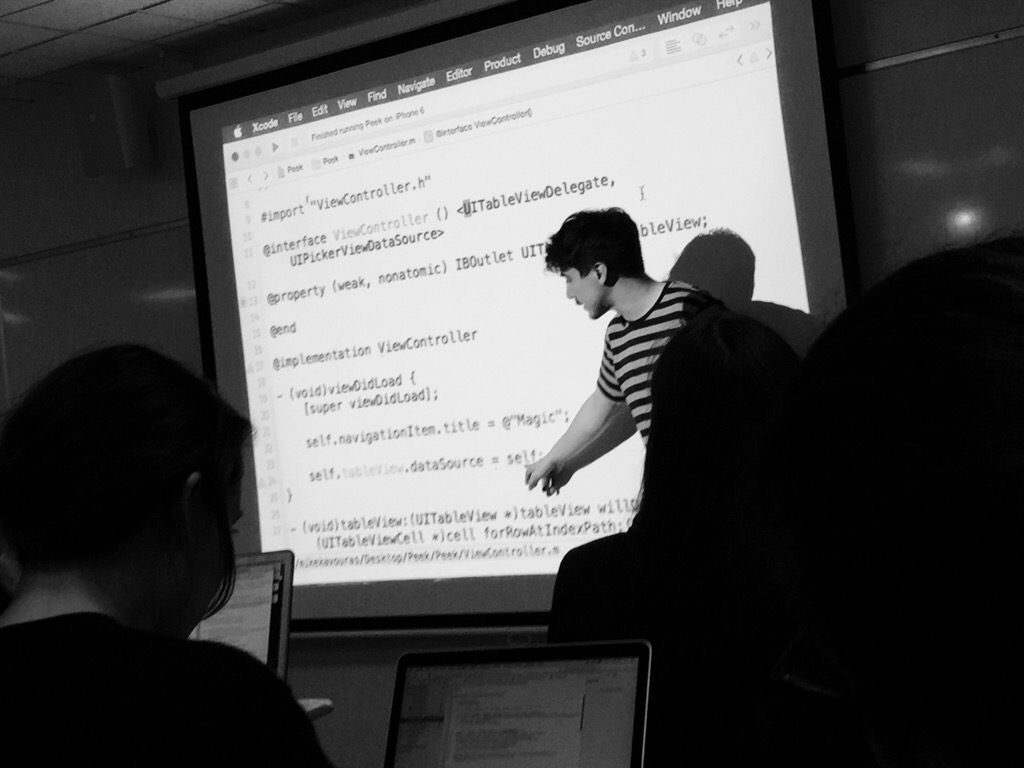 Xcode File Edit View Find Navigate Editor Product Debug Source Con... Window Help
Finished running Peek on iPhone 6
3
Peek Peek ViewController.m @interface ViewController()
#import "ViewController.h"
@interface ViewController () <UITableViewDelegate,
UIPickerViewDataSource>
@property (weak, nonatomic) IBOutlet
@end
@implementation ViewController
- (void)viewDidLoad {
[super viewDidLoad];
self.navigationItem.title = @"Magic";
self.tableView.dataSource = self;
}
- (void)tableView:(UITableView *)tableView
(UITableViewCell *)cell forRowAtIndexPath:
/mikekavouras/Desktop/Peek/Peek/ViewController.m